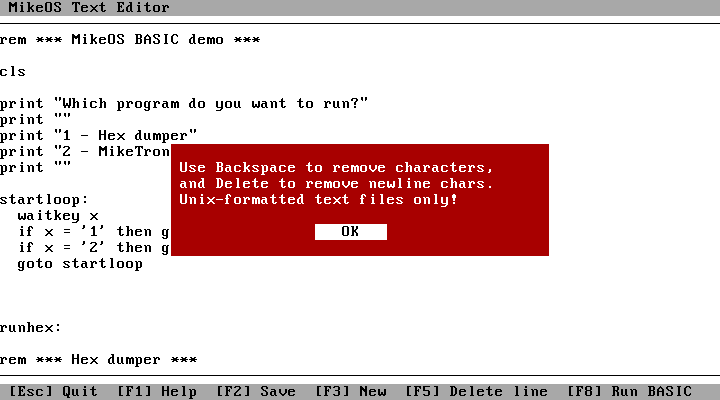 MikeOS Text Editor
rem *** MikeOS BASIC demo ***
cls
print "Which program do you want to run?"
print ""
print "1 - Hex dumper"
print "2 - MikeTron
print ""
Use Backspace to remove characters,
and Delete to remove newline chars.
Unix-formatted text files only!
OK
startloop:
waitkey x
if x = '1' then g
if x = '2' then g
goto startloop
runhex:
rem *** Hex dumper ***
[Esc] Quit [F1] Help [F2] Save [F3] New [F5] Delete line [F8] Run BASIC